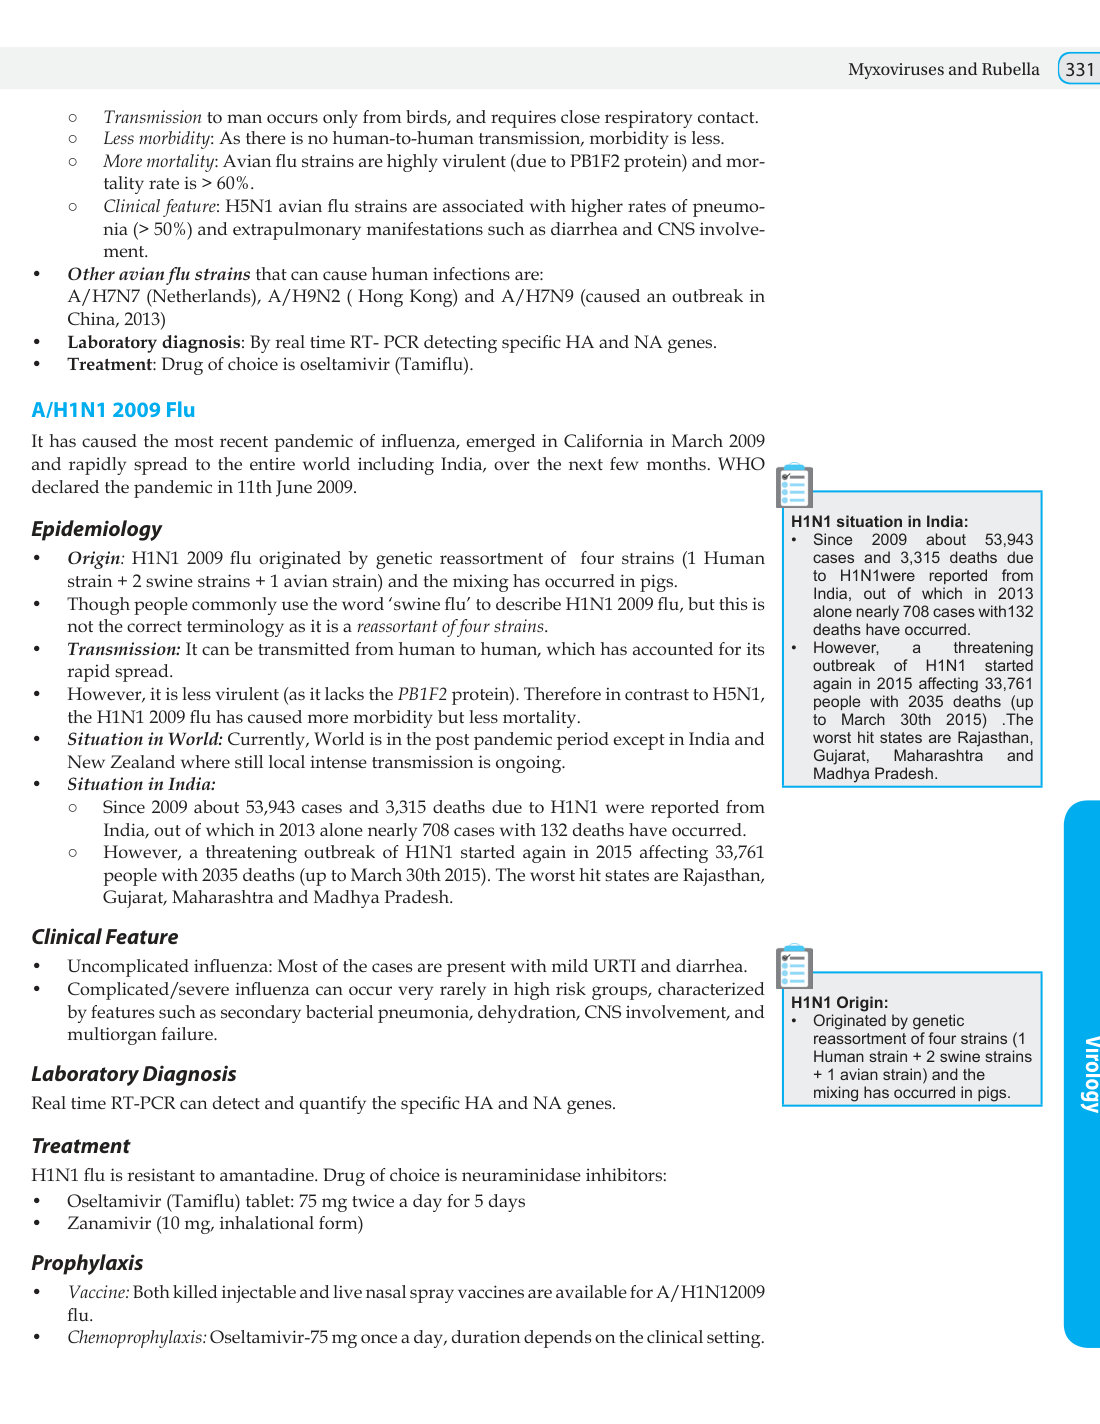 Myxoviruses and Rubella 331
○ Transmission to man occurs only from birds, and requires close respiratory contact.
○ Less morbidity: As there is no human-to-human transmission, morbidity is less.
○ More mortality: Avian flu strains are highly virulent (due to PB1F2 protein) and mor-
tality rate is > 60%.
○ Clinical feature: H5N1 avian flu strains are associated with higher rates of pneumo-
nia (> 50%) and extrapulmonary manifestations such as diarrhea and CNS involve-
ment.
• Other avian flu strains that can cause human infections are:
A/H7N7 (Netherlands), A/H9N2 ( Hong Kong) and A/H7N9 (caused an outbreak in
China, 2013)
• Laboratory diagnosis: By real time RT- PCR detecting specific HA and NA genes.
• Treatment: Drug of choice is oseltamivir (Tamiflu).
A/H1N1 2009 Flu
It has caused the most recent pandemic of influenza, emerged in California in March 2009
and rapidly spread to the entire world including India, over the next few months. WHO
declared the pandemic in 11th June 2009.
Epidemiology
• Origin: H1N1 2009 flu originated by genetic reassortment of four strains (1 Human
strain + 2 swine strains + 1 avian strain) and the mixing has occurred in pigs.
• Though people commonly use the word ‘swine flu’ to describe H1N1 2009 flu, but this is
not the correct terminology as it is a reassortant of four strains.
• Transmission: It can be transmitted from human to human, which has accounted for its
rapid spread.
• However, it is less virulent (as it lacks the PB1F2 protein). Therefore in contrast to H5N1,
the H1N1 2009 flu has caused more morbidity but less mortality.
• Situation in World: Currently, World is in the post pandemic period except in India and
New Zealand where still local intense transmission is ongoing.
• Situation in India:
○ Since 2009 about 53,943 cases and 3,315 deaths due to H1N1 were reported from
India, out of which in 2013 alone nearly 708 cases with 132 deaths have occurred.
○ However, a threatening outbreak of H1N1 started again in 2015 affecting 33,761
people with 2035 deaths (up to March 30th 2015). The worst hit states are Rajasthan,
Gujarat, Maharashtra and Madhya Pradesh.
Clinical Feature
• Uncomplicated influenza: Most of the cases are present with mild URTI and diarrhea.
• Complicated/severe influenza can occur very rarely in high risk groups, characterized
by features such as secondary bacterial pneumonia, dehydration, CNS involvement, and
multiorgan failure.
Laboratory Diagnosis
Real time RT-PCR can detect and quantify the specific HA and NA genes.
Treatment
H1N1 flu is resistant to amantadine. Drug of choice is neuraminidase inhibitors:
• Oseltamivir (Tamiflu) tablet: 75 mg twice a day for 5 days
• Zanamivir (10 mg, inhalational form)
Prophylaxis
• Vaccine: Both killed injectable and live nasal spray vaccines are available for A/H1N12009
flu.
• Chemoprophylaxis: Oseltamivir-75 mg once a day, duration depends on the clinical setting.
H1N1 situation in India:
• Since 2009 about 53,943
cases and 3,315 deaths due
to H1N1were reported from
India, out of which in 2013
alone nearly 708 cases with132
deaths have occurred.
• However, a threatening
outbreak of H1N1 started
again in 2015 affecting 33,761
people with 2035 deaths (up
to March 30th 2015) .The
worst hit states are Rajasthan,
Gujarat, Maharashtra and
Madhya Pradesh.
H1N1 Origin:
• Originated by genetic
reassortment of four strains (1
Human strain + 2 swine strains
+ 1 avian strain) and the
mixing has occurred in pigs.
Virology